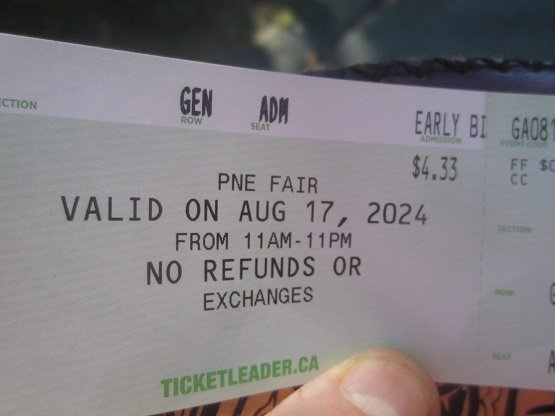 GEN ADM EARLY BI GA081
ECTION ROW SEAT ADMISSION EVENT CODE
$4.33 FF
CC
PNE FAIR
VALID ON AUG 17, 2024
FROM 11AM-11PM
NO REFUNDS OR
EXCHANGES
SECTION
ROW
SEAT
TICKETLEADER.CA